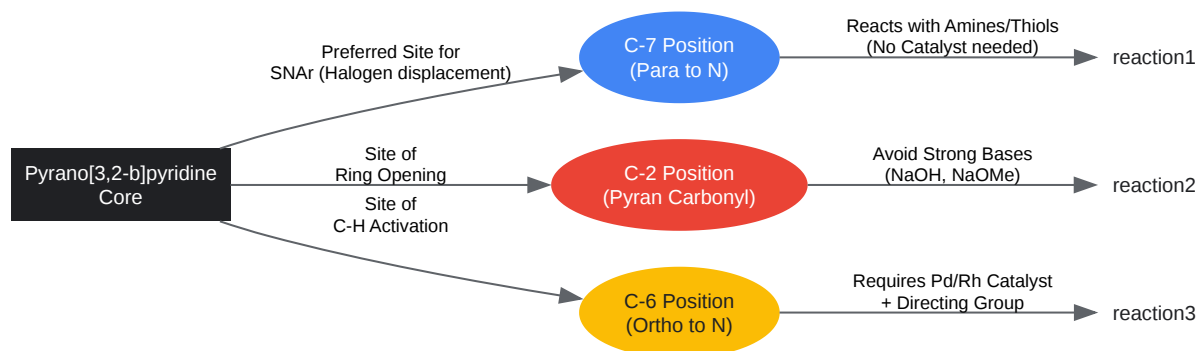 Preferred Site for
SNAr (Halogen displacement)
C-7 Position
(Para to N)
Reacts with Amines/Thiols
(No Catalyst needed)
reaction1
Pyrano[3,2-b]pyridine
Core
Site of
Ring Opening
C-2 Position
(Pyran Carbonyl)
Avoid Strong Bases
(NaOH, NaOMe)
reaction2
Site of
C-H Activation
C-6 Position
(Ortho to N)
Requires Pd/Rh Catalyst
+ Directing Group
reaction3